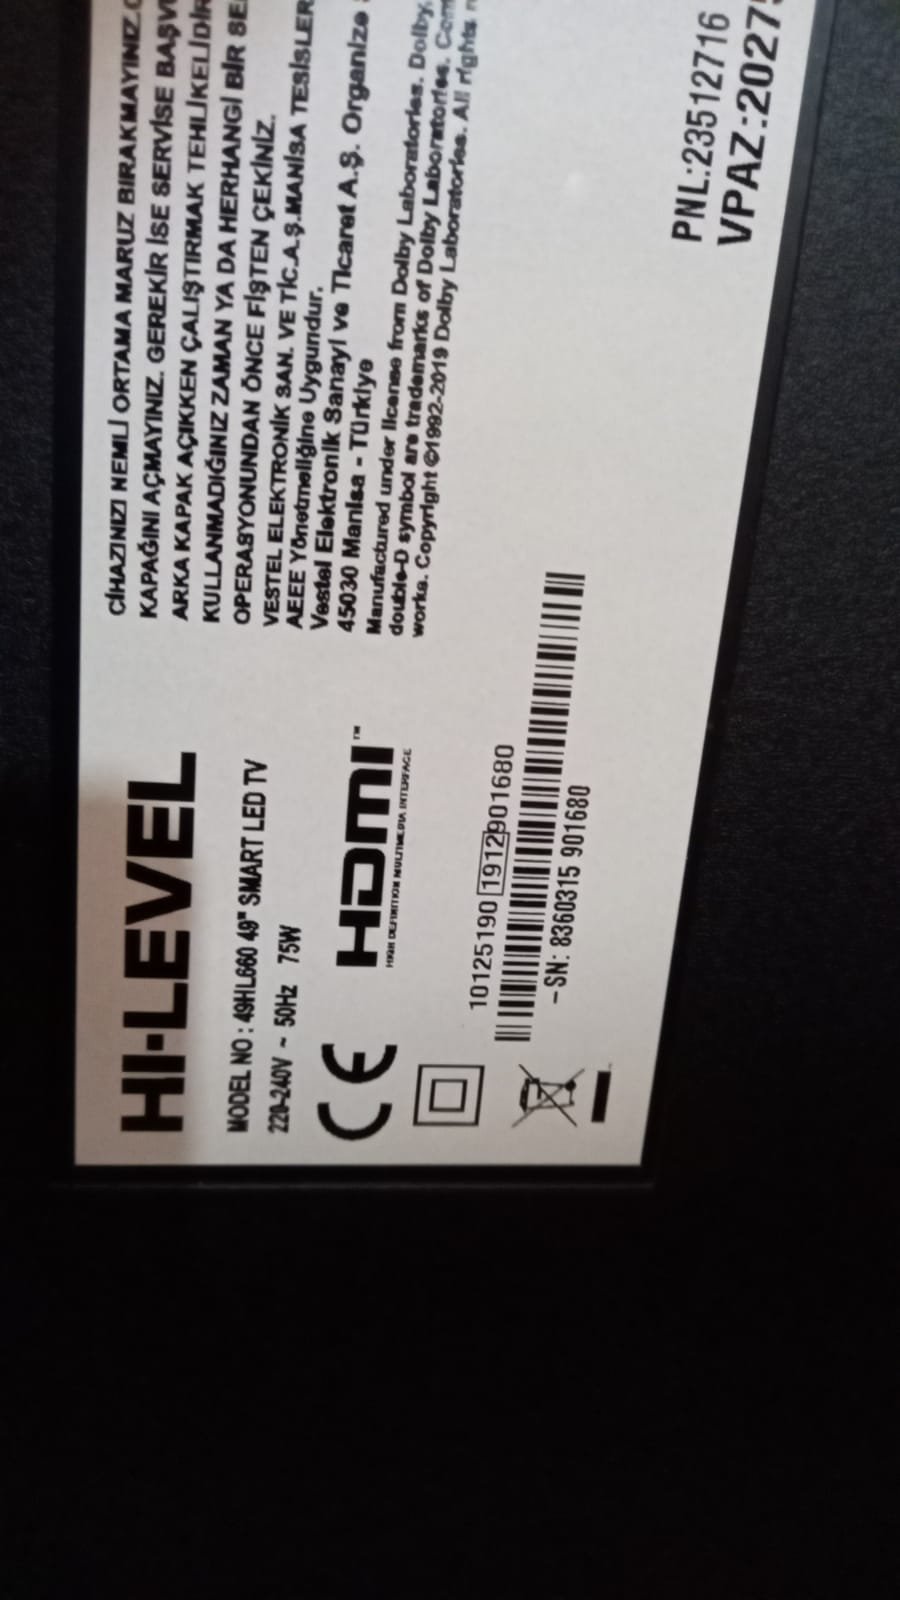 HI-LEVEL
MODEL NO : 49HL660 49" SMART LED TV
220-240V ~ 50Hz 75W
CE
HDMI™
HIGH DEFINITION MULTIMEDIA INTERFACE
10125190 1912 901680
-SN: 8360315 901680
CİHAZINIZI NEMLİ ORTAMA MARUZ BIRAKMAYINIZ.
KAPAĞINI AÇMAYINIZ. GEREKİR İSE SERVİSE
ARKA KAPAK AÇIKKEN ÇALIŞTIRMAK
KULLANMADIĞINIZ ZAMAN YA DA HERHANGİ BİR
OPERASYONUNDAN ÖNCE FİŞTEN ÇEKİNİZ.
VESTEL ELEKTRONİK SAN. VE TİC.A.Ş.MANİSA
AEEE Yönetmeliğine Uygundur.
Vestel Elektronik Sanayi ve Ticaret A.Ş. Organize
45030 Manisa - Türkiye
Manufactured under license from Dolby Laboratories. Dolby,
double-D symbol are trademarks of Dolby Laboratories.
works. Copyright ©1992-2019 Dolby Laboratories. All rights
PNL:23512716
VPAZ:2027